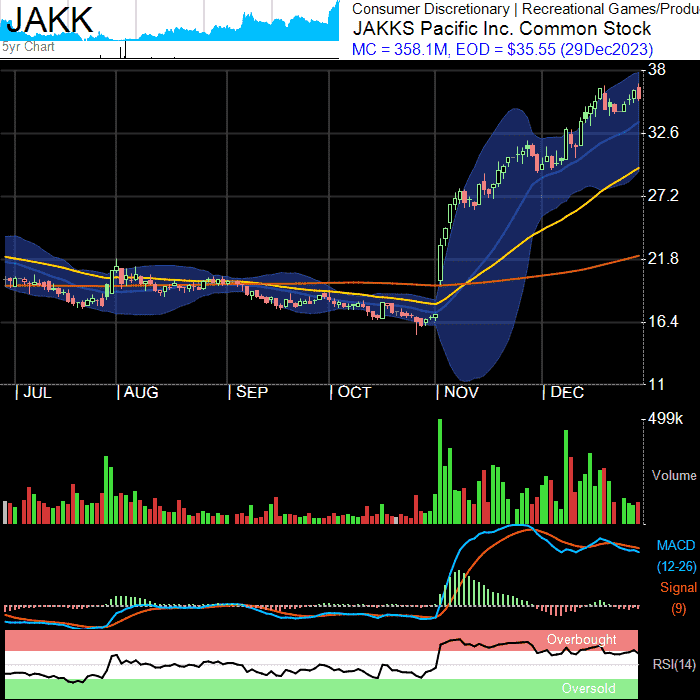 JAKK
5yr Chart
Consumer Discretionary | Recreational Games/Produ
JAKKS Pacific Inc. Common Stock
MC = 358.1M, EOD = $35.55 (29Dec2023)
38
32.6
27.2
21.8
16.4
11
JUL AUG SEP OCT NOV DEC
499k
Volume
MACD
(12-26)
Signal
(9)
Overbought
RSI(14)
Oversold